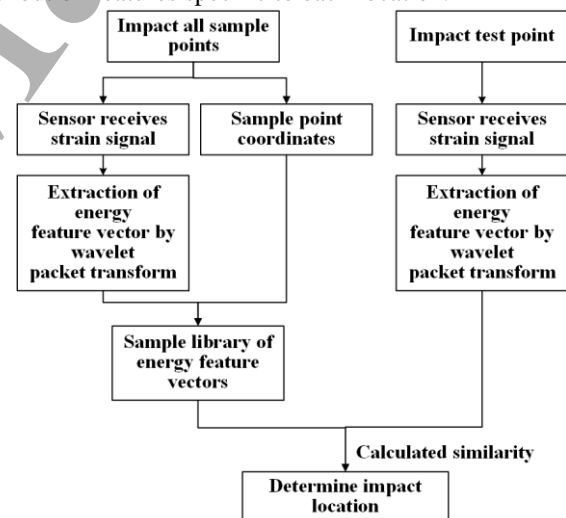 Impact all sample
points
Impact test point
Sensor receives
strain signal
Sample point
coordinates
Sensor receives
strain signal
Extraction of
energy
feature vector by
wavelet
packet transform
Extraction of
energy
feature vector by
wavelet
packet transform
Sample library of
energy feature
vectors
Calculated similarity
Determine impact
location